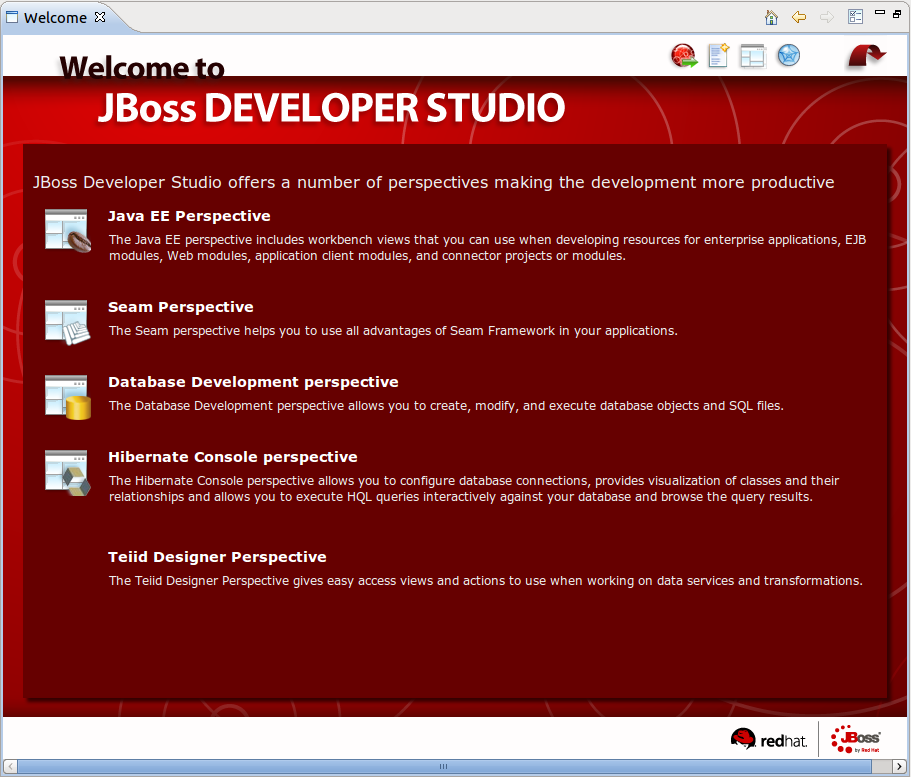 Welcome
Welcome to
JBoss DEVELOPER STUDIO
JBoss Developer Studio offers a number of perspectives making the development more productive
Java EE Perspective
The Java EE perspective includes workbench views that you can use when developing resources for enterprise applications, EJB
modules, Web modules, application client modules, and connector projects or modules.
Seam Perspective
The Seam perspective helps you to use all advantages of Seam Framework in your applications.
Database Development perspective
The Database Development perspective allows you to create, modify, and execute database objects and SQL files.
Hibernate Console perspective
The Hibernate Console perspective allows you to configure database connections, provides visualization of classes and their
relationships and allows you to execute HQL queries interactively against your database and browse the query results.
Teiid Designer Perspective
The Teiid Designer Perspective gives easy access views and actions to use when working on data services and transformations.
redhat.
JBoss
by Red Hat